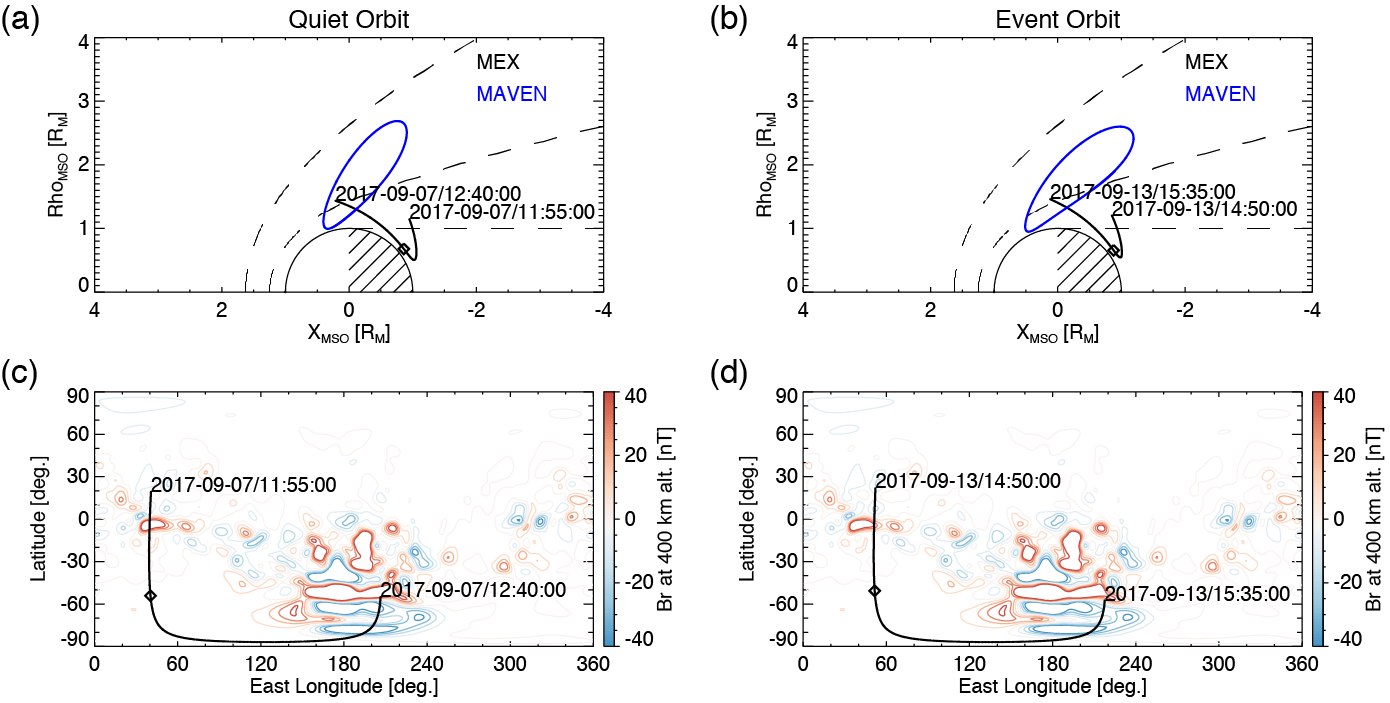 (a)
Quiet Orbit
MEX
MAVEN
2017-09-07/12:40:00
2017-09-07/11:55:00
4
3
2
1
0
Rho_MSO [R_M]
4 2 0 -2 -4
X_MSO [R_M]
(b)
Event Orbit
MEX
MAVEN
2017-09-13/15:35:00
2017-09-13/14:50:00
4
3
2
1
0
Rho_MSO [R_M]
4 2 0 -2 -4
X_MSO [R_M]
(c)
2017-09-07/11:55:00
2017-09-07/12:40:00
90
60
30
0
-30
-60
-90
Latitude [deg.]
0 60 120 180 240 300 360
East Longitude [deg.]
40
20
0
-20
-40
Br at 400 km alt. [nT]
(d)
2017-09-13/14:50:00
2017-09-13/15:35:00
90
60
30
0
-30
-60
-90
Latitude [deg.]
0 60 120 180 240 300 360
East Longitude [deg.]
40
20
0
-20
-40
Br at 400 km alt. [nT]